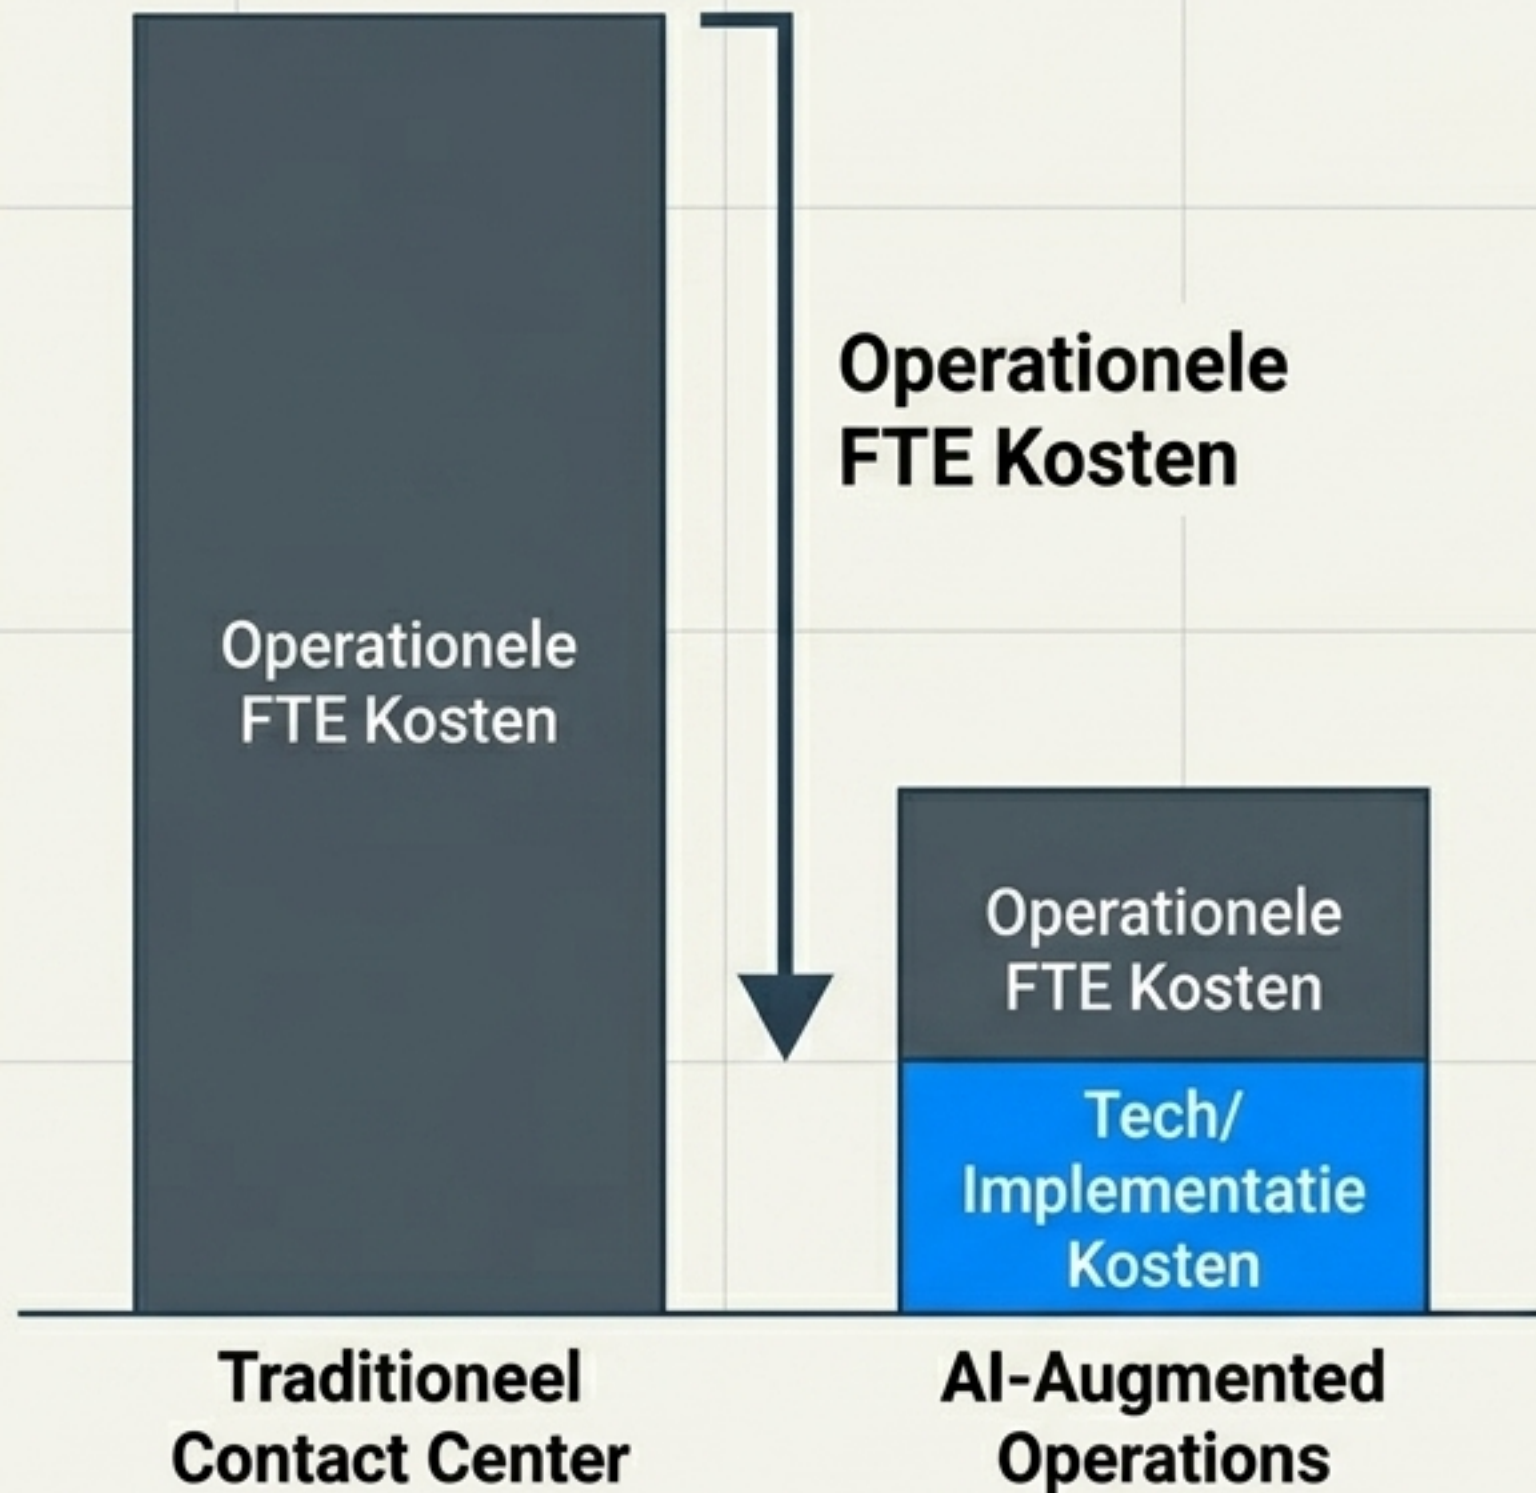 Operationele
FTE Kosten
Operationele
FTE Kosten
Operationele
FTE Kosten
Tech/
Implementatie
Kosten
Traditioneel
Contact Center
AI-Augmented
Operations